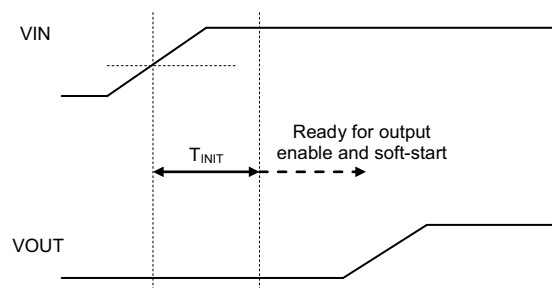 VIN
Ready for output
enable and soft-start
TINIT
VOUT